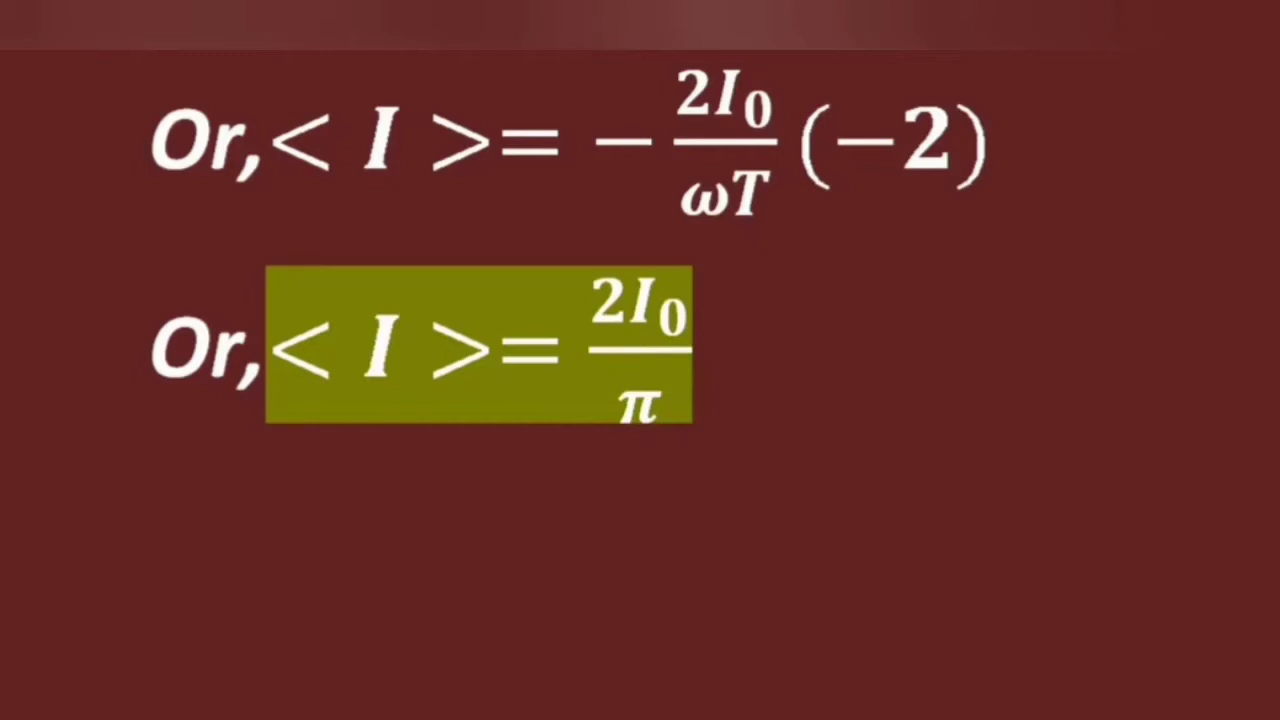 Or,< I >= − 2I₀/ωT (−2)
Or,< I >= 2I₀/π